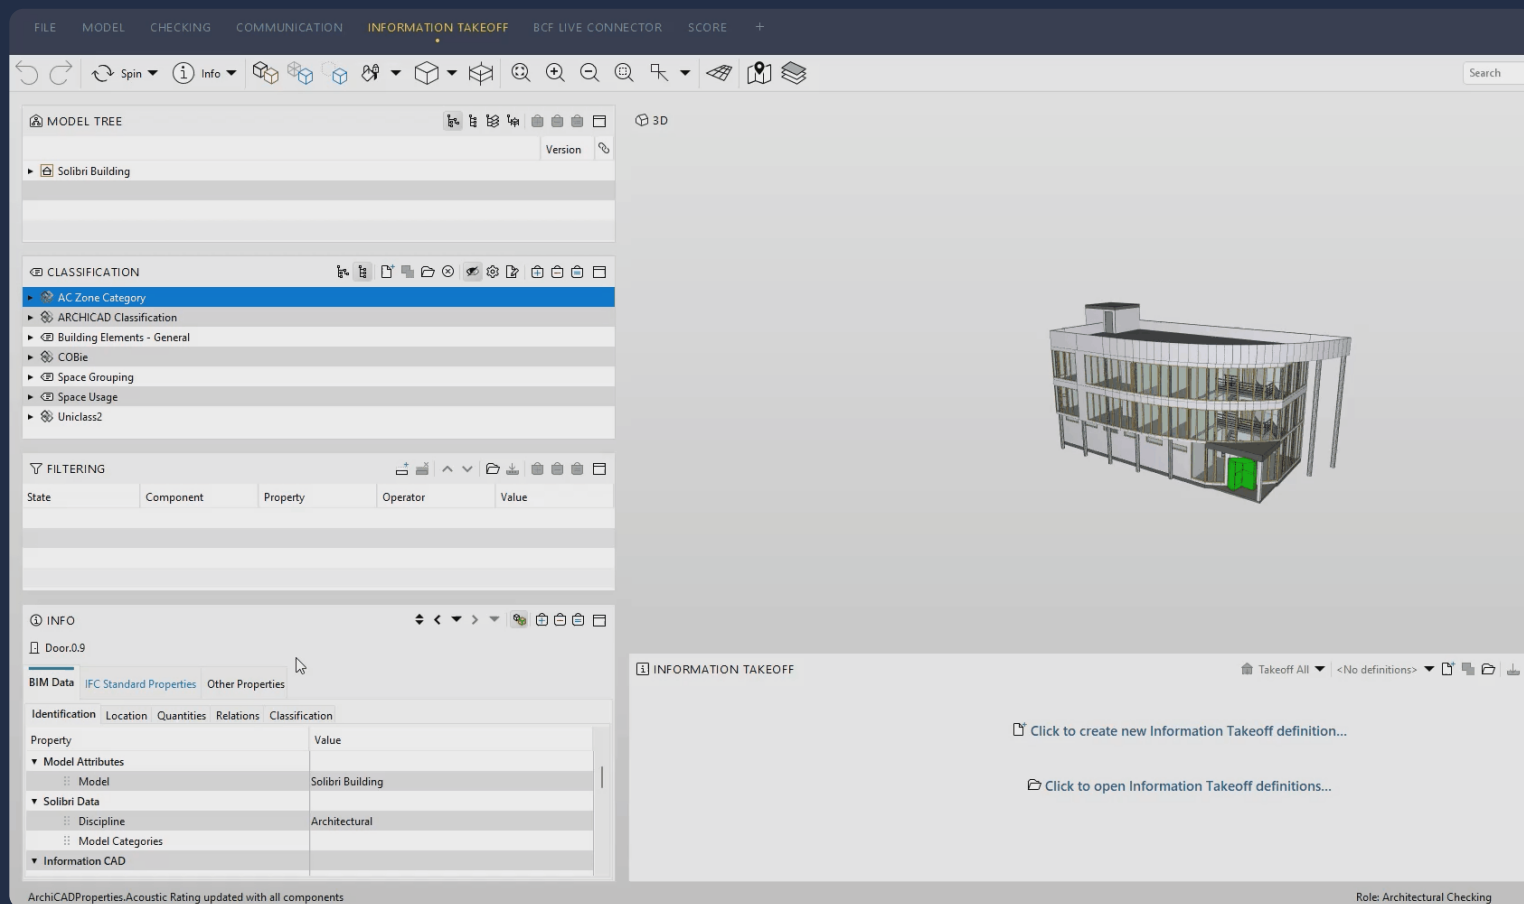 FILE MODEL CHECKING COMMUNICATION INFORMATION TAKEOFF BCF LIVE CONNECTOR SCORE +
Spin Info Search
MODEL TREE
Version
Solibri Building
CLASSIFICATION
AC Zone Category
ARCHICAD Classification
Building Elements - General
COBie
Space Grouping
Space Usage
Uniclass2
FILTERING
State Component Property Operator Value
INFO
Door.0.9
BIM Data IFC Standard Properties Other Properties
Identification Location Quantities Relations Classification
Property Value
Model Attributes
Model Solibri Building
Solibri Data
Discipline Architectural
Model Categories
Information CAD
ArchiCADProperties.Acoustic Rating updated with all components
3D
INFORMATION TAKEOFF Takeoff All <No definitions>
Click to create new Information Takeoff definition...
Click to open Information Takeoff definitions...
Role: Architectural Checking